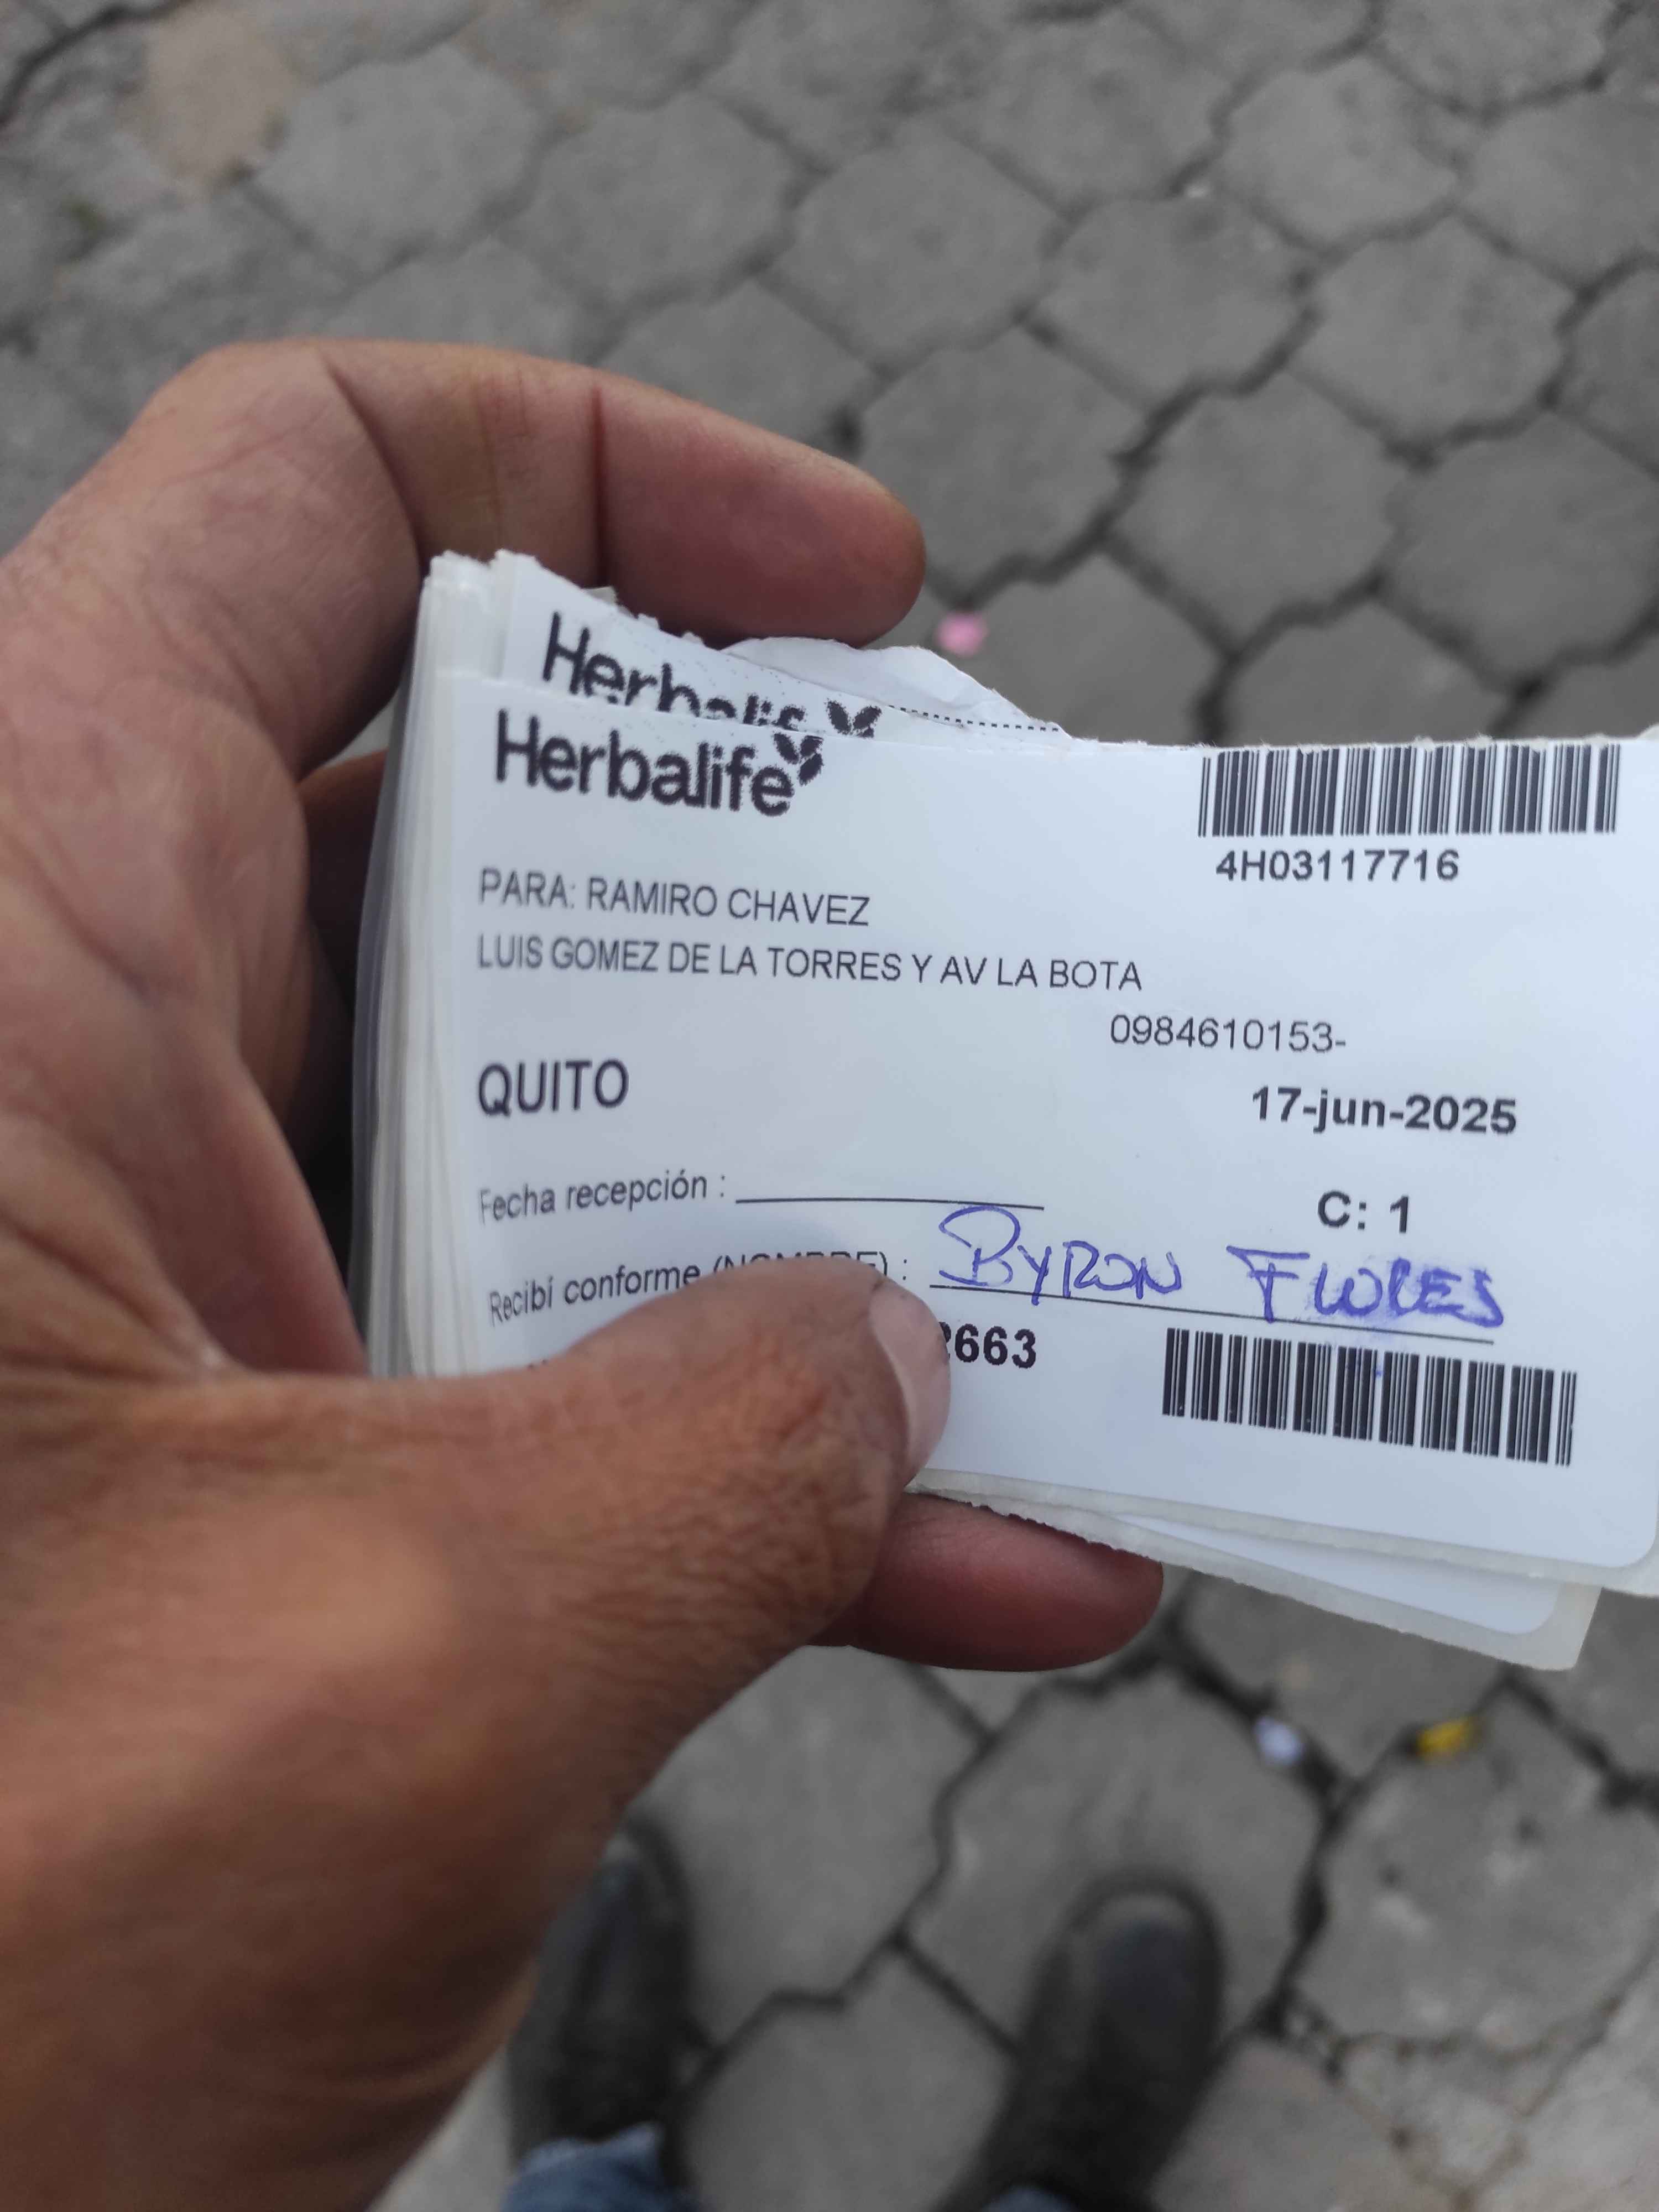 Herbalife
Herbalife
4H03117716
PARA: RAMIRO CHAVEZ
LUIS GOMEZ DE LA TORRES Y AV LA BOTA
0984610153-
QUITO
17-jun-2025
Fecha recepción :
C: 1
Recibí conforme (NOMBRE) : BYRON FLORES
2663